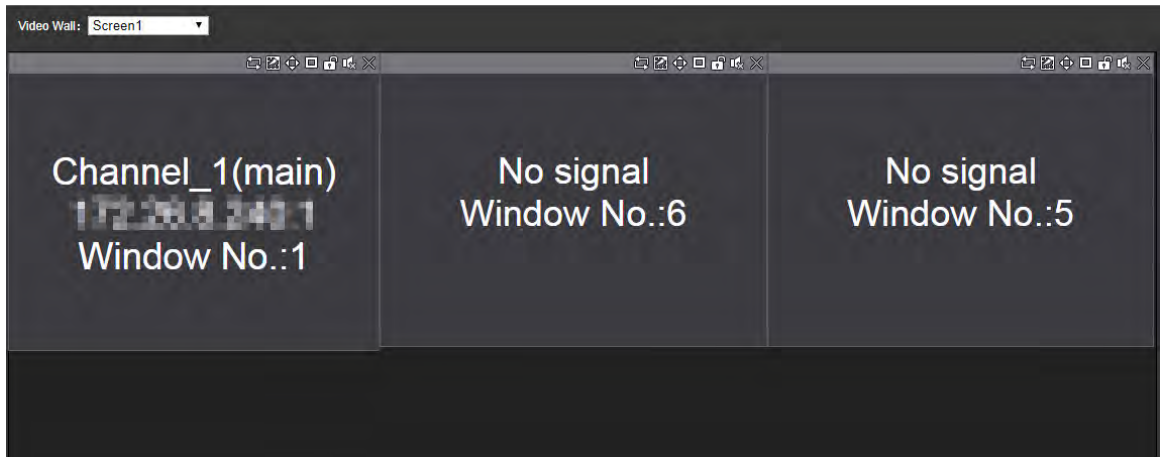 Video Wall: Screen1
Channel_1(main)
Window No.:1
No signal
Window No.:6
No signal
Window No.:5